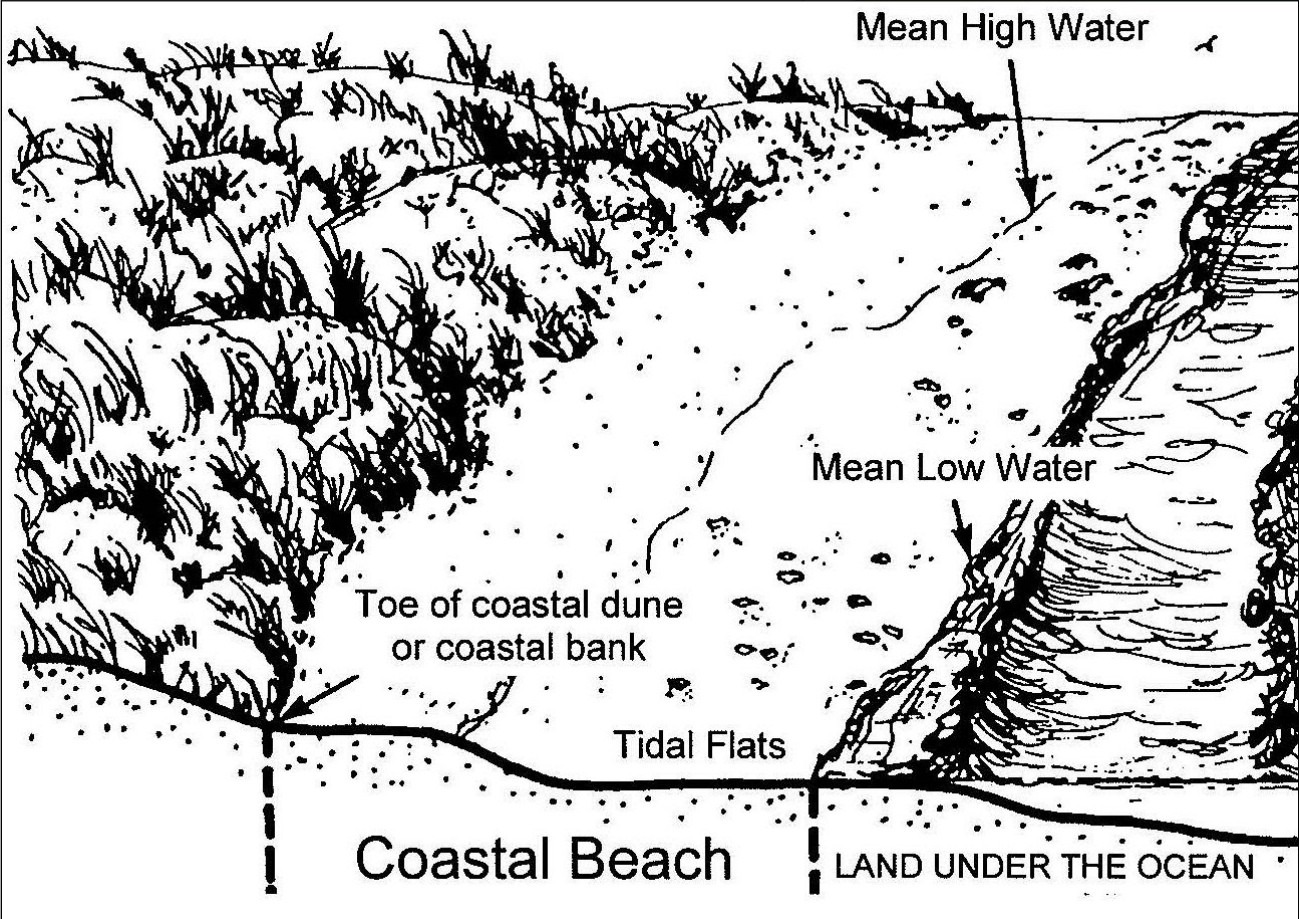 Mean High Water
Mean Low Water
Toe of coastal dune
or coastal bank
Tidal Flats
Coastal Beach
LAND UNDER THE OCEAN